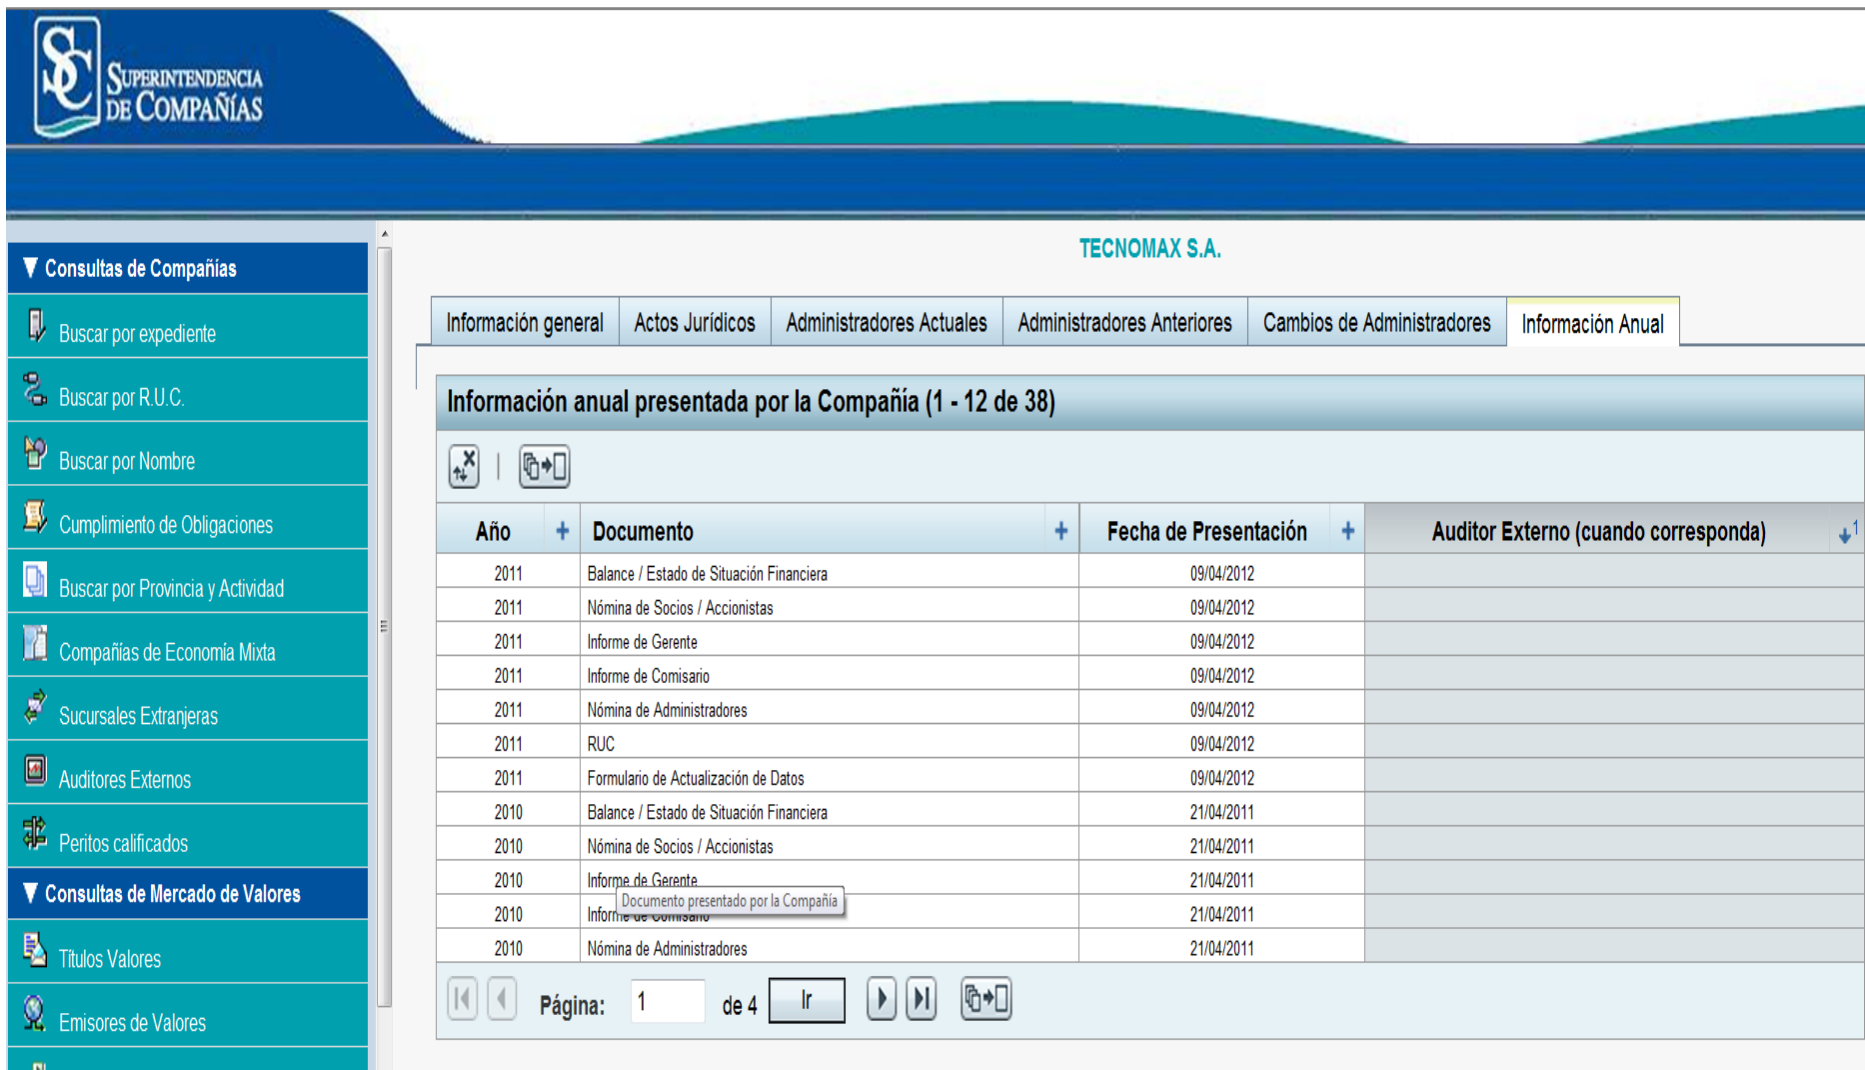 SC
SUPERINTENDENCIA
DE COMPAÑÍAS
▼ Consultas de Compañías
Buscar por expediente
Buscar por R.U.C.
Buscar por Nombre
Cumplimiento de Obligaciones
Buscar por Provincia y Actividad
Compañías de Economía Mixta
Sucursales Extranjeras
Auditores Externos
Peritos calificados
▼ Consultas de Mercado de Valores
Títulos Valores
Emisores de Valores
TECNOMAX S.A.
Información general Actos Jurídicos Administradores Actuales Administradores Anteriores Cambios de Administradores Información Anual
Información anual presentada por la Compañía (1 - 12 de 38)
Año + Documento + Fecha de Presentación + Auditor Externo (cuando corresponda) 1
2011 Balance / Estado de Situación Financiera 09/04/2012
2011 Nómina de Socios / Accionistas 09/04/2012
2011 Informe de Gerente 09/04/2012
2011 Informe de Comisario 09/04/2012
2011 Nómina de Administradores 09/04/2012
2011 RUC 09/04/2012
2011 Formulario de Actualización de Datos 09/04/2012
2010 Balance / Estado de Situación Financiera 21/04/2011
2010 Nómina de Socios / Accionistas 21/04/2011
2010 Informe de Gerente 21/04/2011
Documento presentado por la Compañía
2010 Informe de Comisario 21/04/2011
2010 Nómina de Administradores 21/04/2011
Página: 1 de 4 Ir